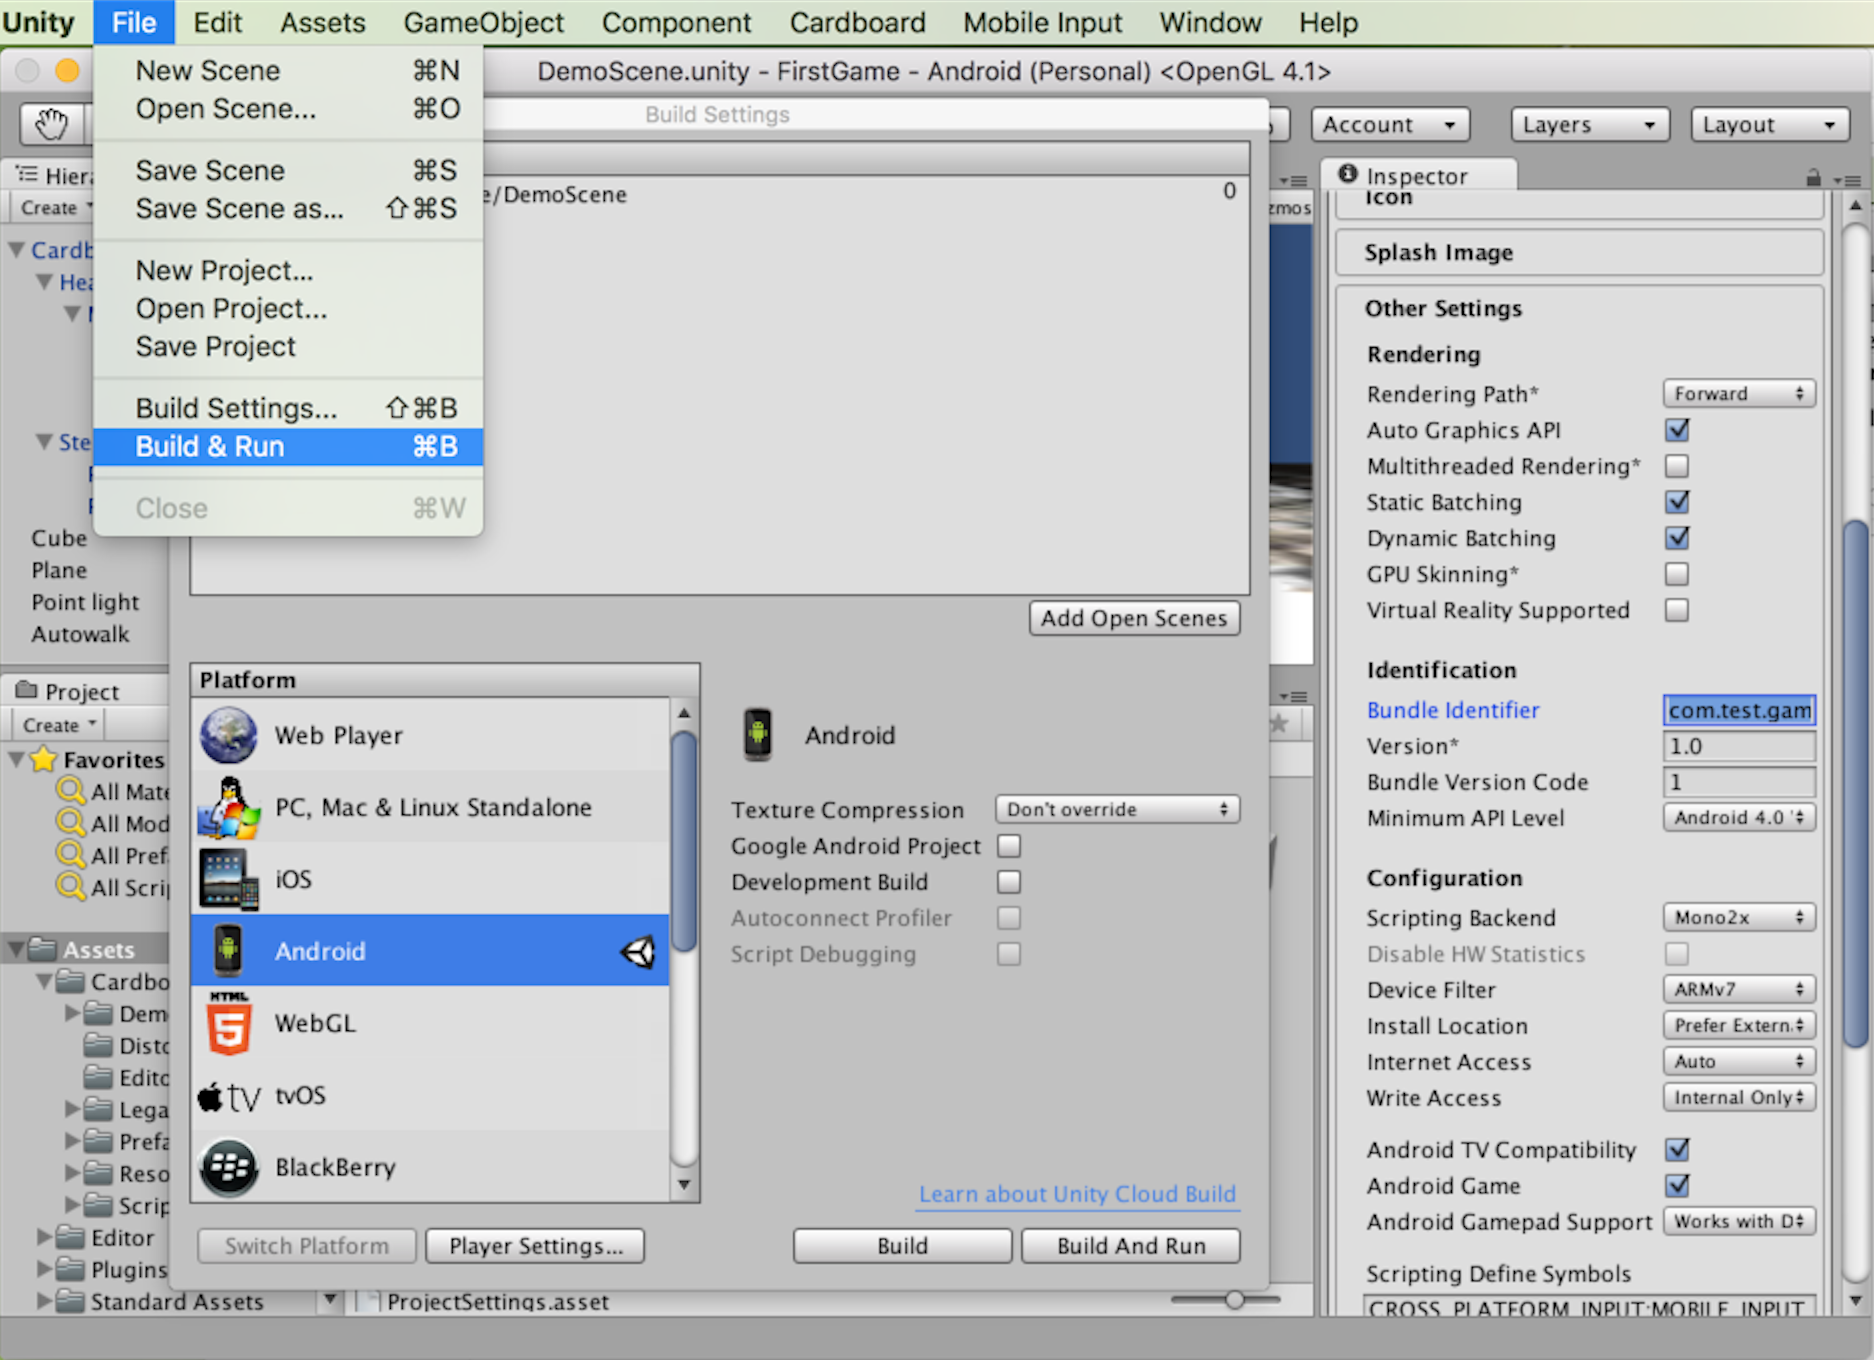 Unity File Edit Assets GameObject Component Cardboard Mobile Input Window Help
DemoScene.unity - FirstGame - Android (Personal) <OpenGL 4.1>
New Scene ⌘N
Open Scene... ⌘O
Save Scene ⌘S
Save Scene as... ⇧⌘S
New Project...
Open Project...
Save Project
Build Settings... ⇧⌘B
Build & Run ⌘B
Close ⌘W
Account
Layers
Layout
Build Settings
e/DemoScene 0
Add Open Scenes
Hiera
Create
Cardb
Hea
Ste
Cube
Plane
Point light
Autowalk
Project
Create
Favorites
All Mate
All Mod
All Pref
All Scrip
Assets
Cardbo
Dem
Disto
Edito
Lega
Prefa
Reso
Scrip
Editor
Plugins
Standard Assets
ProjectSettings.asset
Platform
Web Player
PC, Mac & Linux Standalone
iOS
Android
HTML
5
WebGL
tv tvOS
BlackBerry
Switch Platform
Player Settings...
Android
Texture Compression Don't override
Google Android Project
Development Build
Autoconnect Profiler
Script Debugging
Learn about Unity Cloud Build
Build
Build And Run
zmos
Inspector
Icon
Splash Image
Other Settings
Rendering
Rendering Path* Forward
Auto Graphics API
Multithreaded Rendering*
Static Batching
Dynamic Batching
GPU Skinning*
Virtual Reality Supported
Identification
Bundle Identifier com.test.gam
Version* 1.0
Bundle Version Code 1
Minimum API Level Android 4.0 '
Configuration
Scripting Backend Mono2x
Disable HW Statistics
Device Filter ARMv7
Install Location Prefer Extern
Internet Access Auto
Write Access Internal Only
Android TV Compatibility
Android Game
Android Gamepad Support Works with D
Scripting Define Symbols
CROSS_PLATFORM_INPUT;MOBILE_INPUT